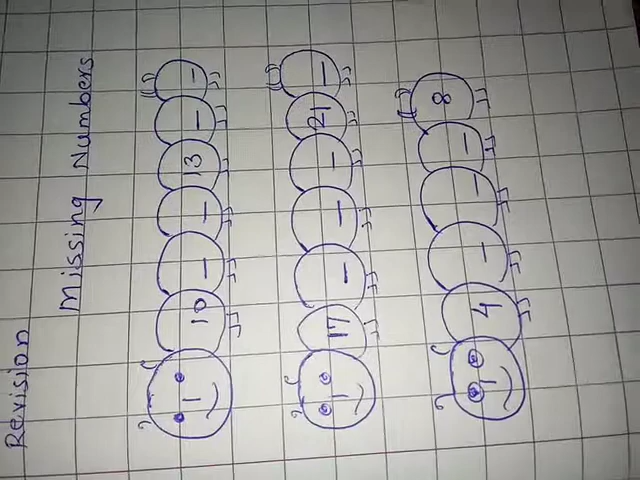 Revision
Missing Numbers
10 _ _ 13 _ _
17 _ _ _ 21 _
4 _ _ _ 8